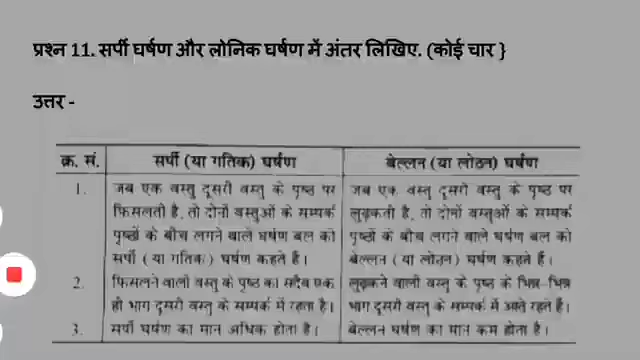 प्रश्न 11. सर्पी घर्षण और लोनिक घर्षण में अंतर लिखिए. (कोई चार }
उत्तर -
क्र. सं. सर्पी (या गतिक) घर्षण बेल्लन (या लोठन) घर्षण
1. जब एक वस्तु दूसरी वस्तु के पृष्ठ पर जब एक वस्तु दूसरी वस्तु के पृष्ठ पर
फिसलती है, तो दोनों वस्तुओं के सम्पर्क लुढ़कती है, तो दोनों वस्तुओं के सम्पर्क
पृष्ठों के बीच लगने वाले घर्षण बल को पृष्ठों के बीच लगने वाले घर्षण बल को
सर्पी (या गतिक) घर्षण कहते हैं। बेल्लन (या लोठन) घर्षण कहते हैं।
2. फिसलने वाली वस्तु के पृष्ठ का सदैव एक लुढ़कने वाली वस्तु के पृष्ठ के भिन्न-भिन्न
ही भाग दूसरी वस्तु के सम्पर्क में रहता है। भाग दूसरी वस्तु के सम्पर्क में आते रहते हैं।
3. सर्पी घर्षण का मान अधिक होता है। बेल्लन घर्षण का मान कम होता है।